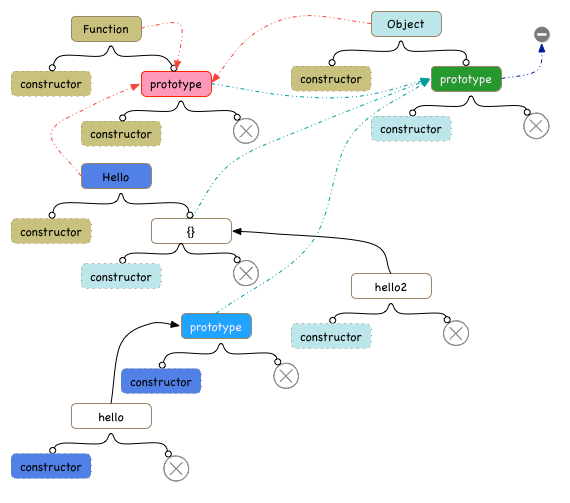 Function
Object
constructor
prototype
constructor
prototype
constructor
constructor
Hello
constructor
{}
constructor
hello2
prototype
constructor
constructor
hello
constructor